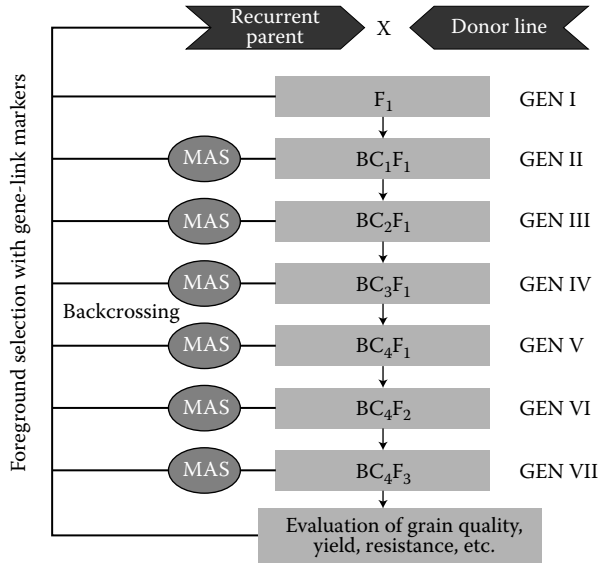 Recurrent
parent
X
Donor line
Foreground selection with gene-link markers
F₁
GEN I
MAS
BC₁F₁
GEN II
MAS
BC₂F₁
GEN III
MAS
BC₃F₁
GEN IV
Backcrossing
MAS
BC₄F₁
GEN V
MAS
BC₄F₂
GEN VI
MAS
BC₄F₃
GEN VII
Evaluation of grain quality,
yield, resistance, etc.